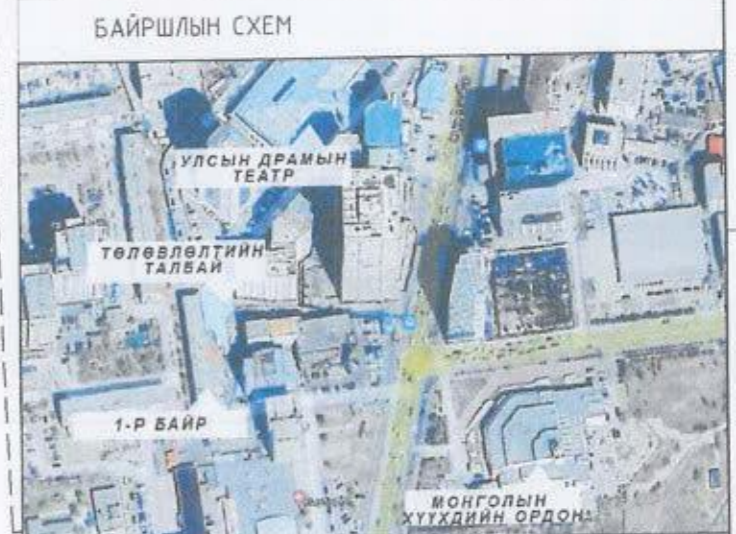 БАЙРШЛЫН СХЕМ
УЛСЫН ДРАМЫН
ТЕАТР
ТӨЛӨВЛӨЛТИЙН
ТАЛБАЙ
1-Р БАЙР
МОНГОЛЫН
ХҮҮХДИЙН ОРДОН